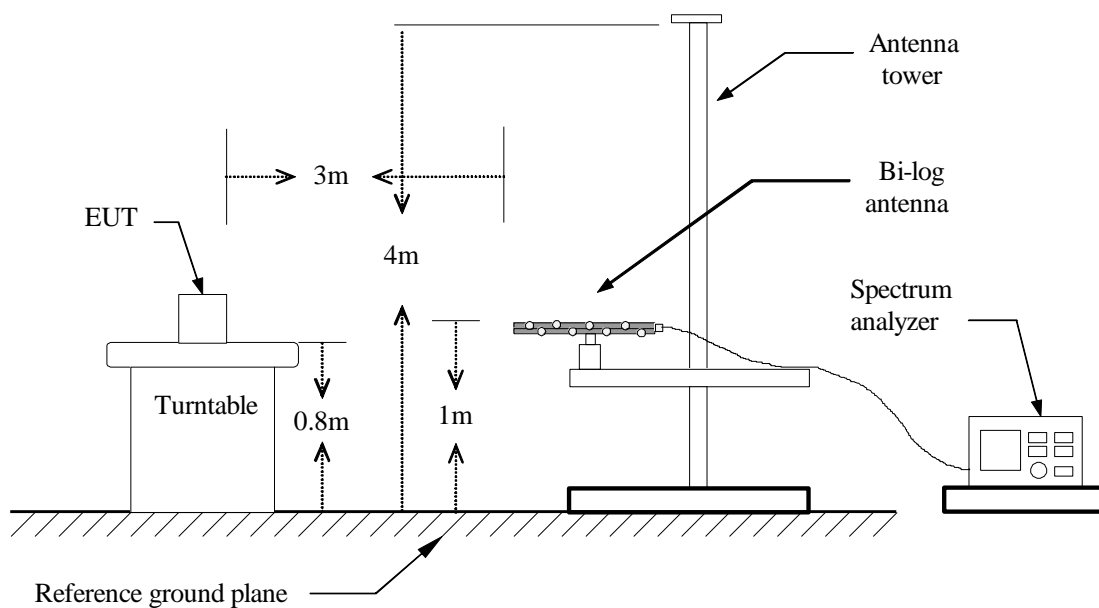 Antenna
tower
3m
Bi-log
antenna
EUT
4m
Spectrum
analyzer
Turntable
0.8m
1m
Reference ground plane